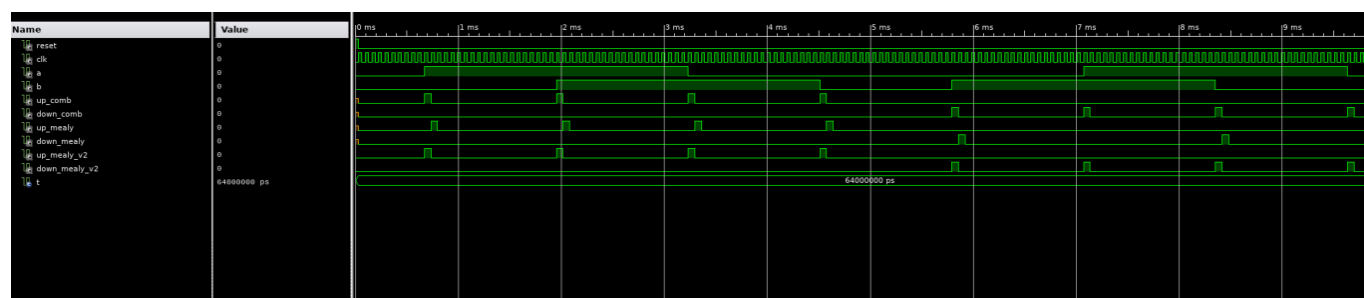 Name Value 0 ms 1 ms 2 ms 3 ms 4 ms 5 ms 6 ms 7 ms 8 ms 9 ms
reset 0
clk 0
a 0
b 0
up_comb 0
down_comb 0
up_mealy 0
down_mealy 0
up_mealy_v2 0
down_mealy_v2 0
t 64000000 ps 64000000 ps